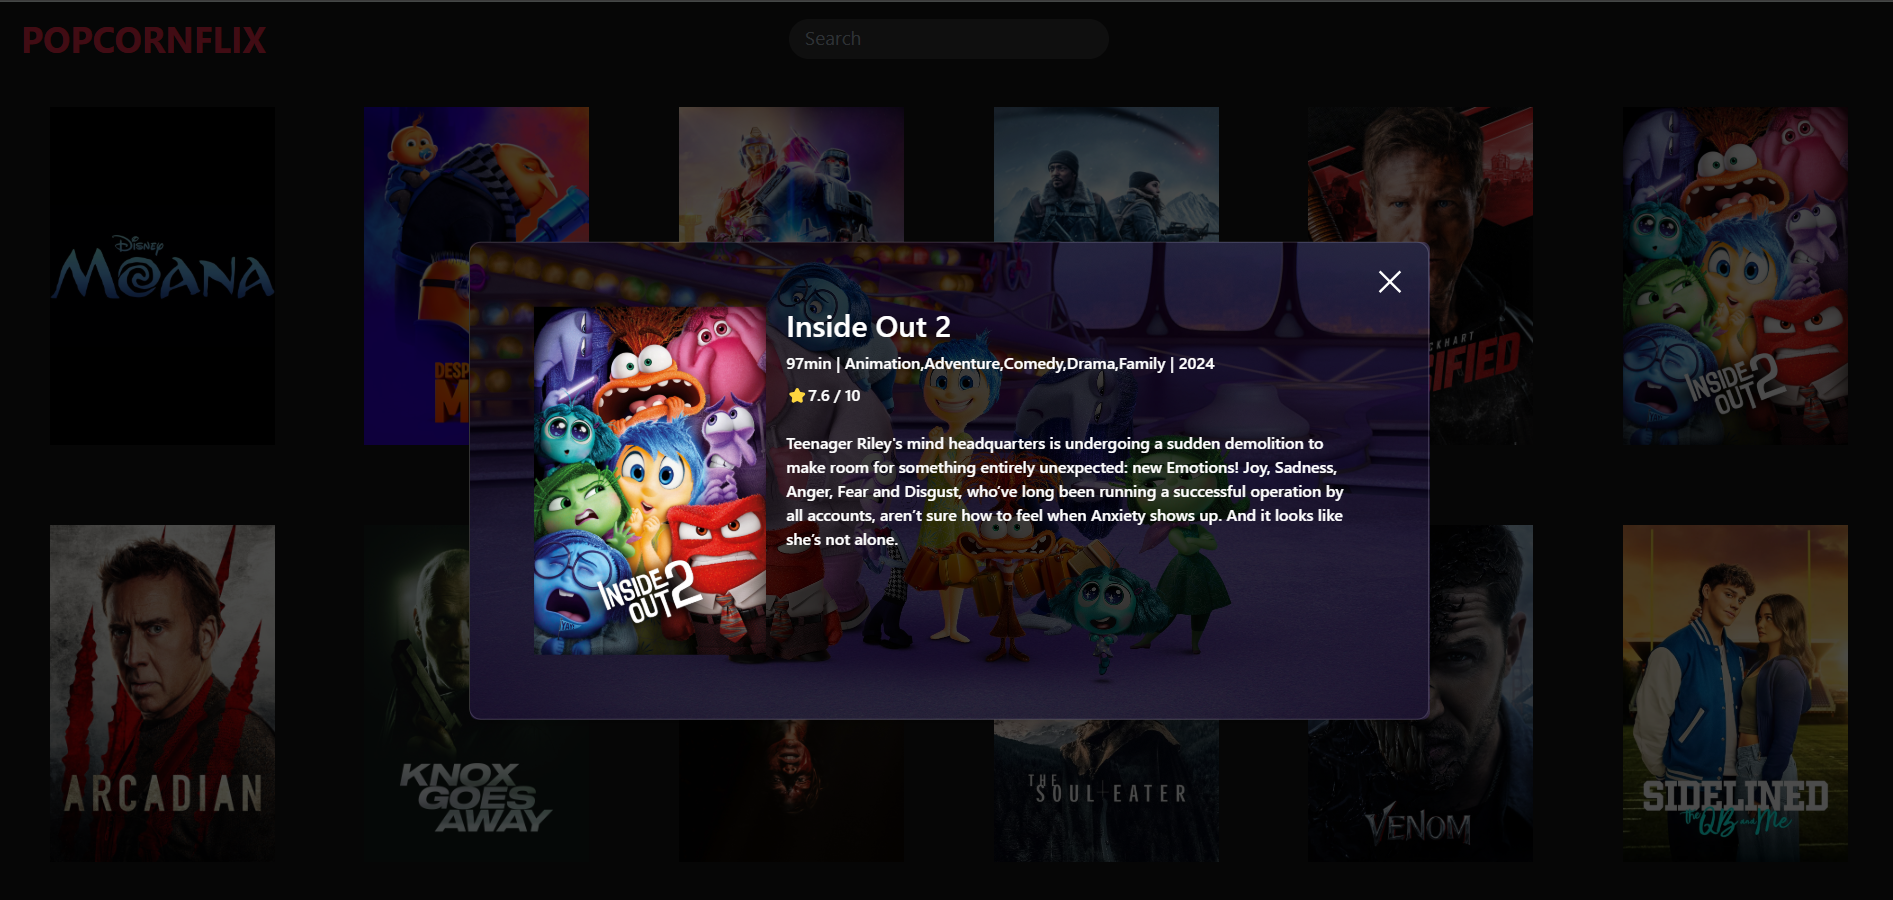 POPCORNFLIX
Search
DISNEY
MOANA
DESP
M
CKHART
IFIED
INSIDE
OUT 2
Inside Out 2
97min | Animation,Adventure,Comedy,Drama,Family | 2024
7.6 / 10
Teenager Riley's mind headquarters is undergoing a sudden demolition to
make room for something entirely unexpected: new Emotions! Joy, Sadness,
Anger, Fear and Disgust, who’ve long been running a successful operation by
all accounts, aren’t sure how to feel when Anxiety shows up. And it looks like
she’s not alone.
INSIDE
OUT 2
ARCADIAN
KNOX
GOES
AWAY
THE
SOUL EATER
VENOM
SIDELINED
The QB and Me